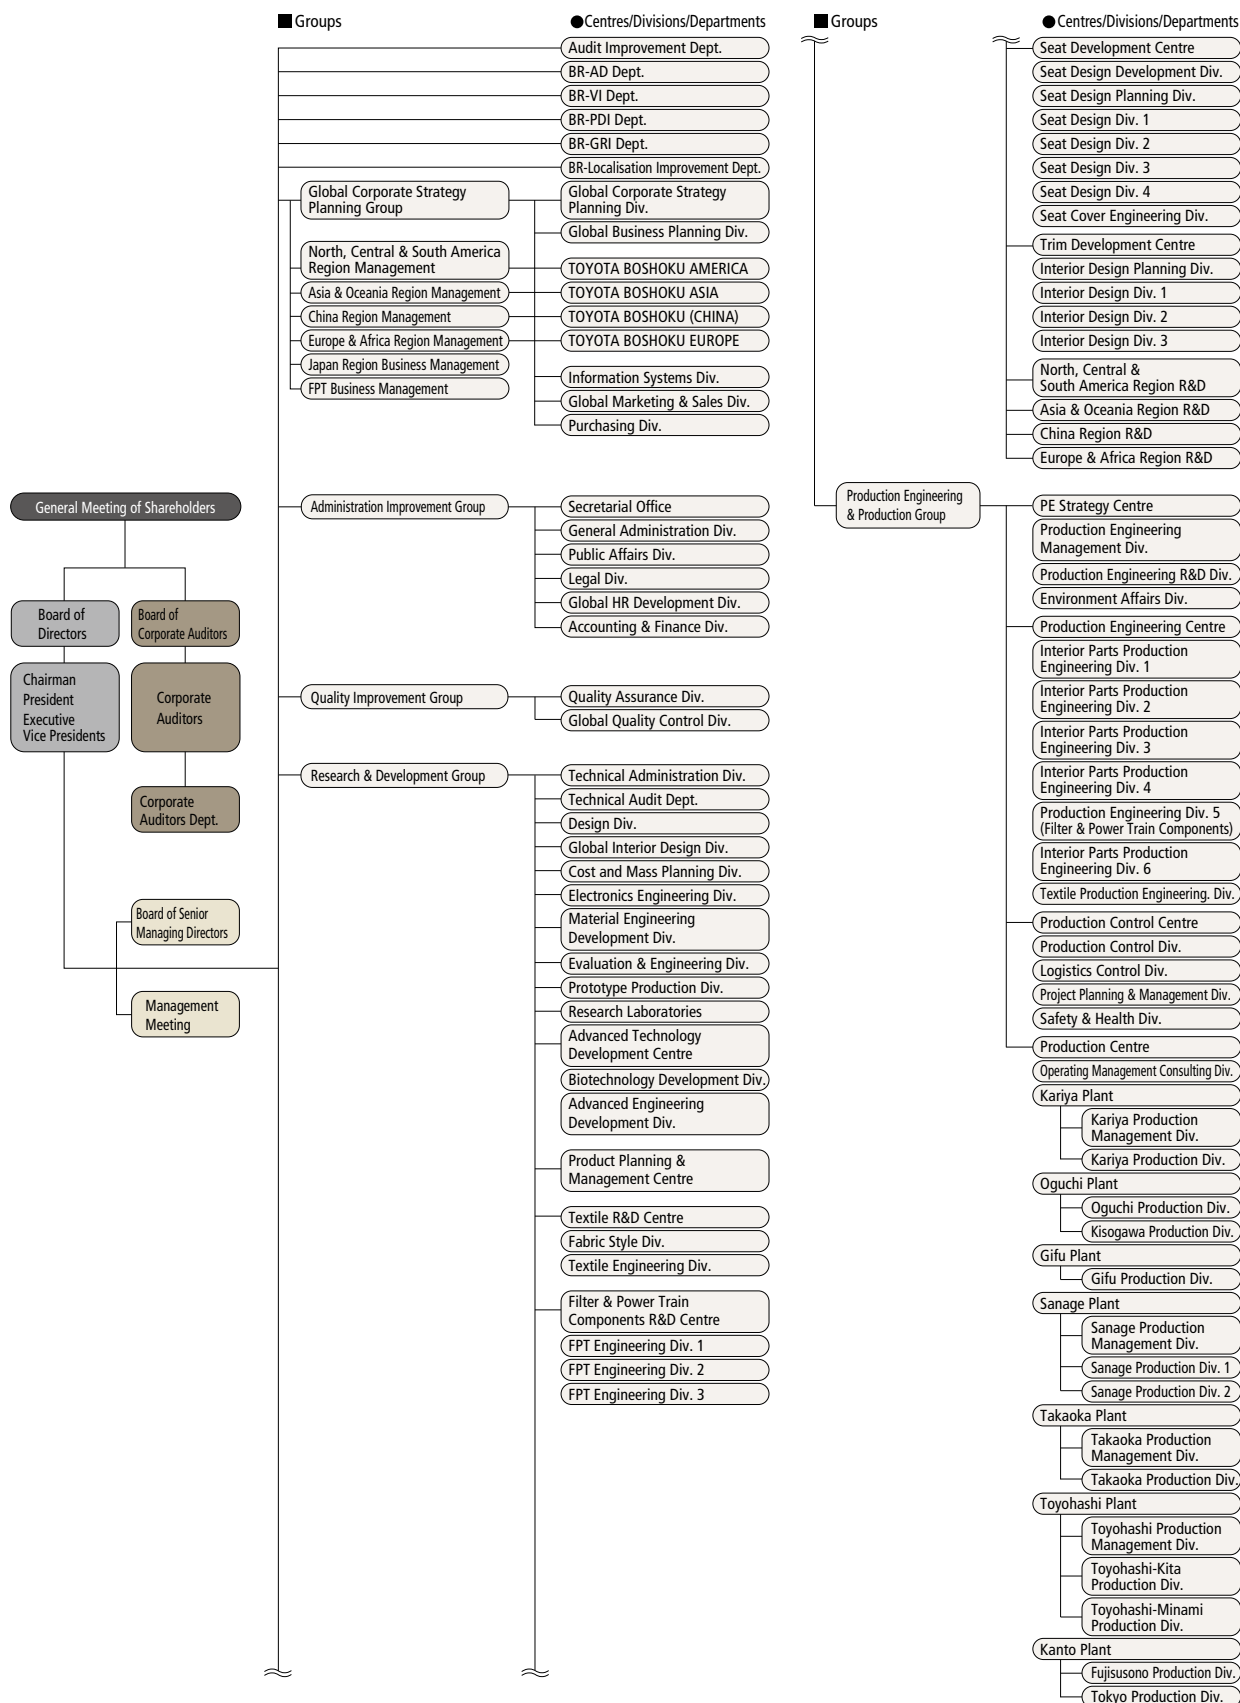 ■ Groups
● Centres/Divisions/Departments
Audit Improvement Dept.
BR-AD Dept.
BR-VI Dept.
BR-PDI Dept.
BR-GRI Dept.
BR-Localisation Improvement Dept.
Global Corporate Strategy
Planning Group
Global Corporate Strategy
Planning Div.
Global Business Planning Div.
North, Central & South America
Region Management
TOYOTA BOSHOKU AMERICA
Asia & Oceania Region Management
TOYOTA BOSHOKU ASIA
China Region Management
TOYOTA BOSHOKU (CHINA)
Europe & Africa Region Management
TOYOTA BOSHOKU EUROPE
Japan Region Business Management
FPT Business Management
Information Systems Div.
Global Marketing & Sales Div.
Purchasing Div.
General Meeting of Shareholders
Board of
Directors
Board of
Corporate Auditors
Chairman
President
Executive
Vice Presidents
Corporate
Auditors
Corporate
Auditors Dept.
Board of Senior
Managing Directors
Management
Meeting
Administration Improvement Group
Secretarial Office
General Administration Div.
Public Affairs Div.
Legal Div.
Global HR Development Div.
Accounting & Finance Div.
Quality Improvement Group
Quality Assurance Div.
Global Quality Control Div.
Research & Development Group
Technical Administration Div.
Technical Audit Dept.
Design Div.
Global Interior Design Div.
Cost and Mass Planning Div.
Electronics Engineering Div.
Material Engineering
Development Div.
Evaluation & Engineering Div.
Prototype Production Div.
Research Laboratories
Advanced Technology
Development Centre
Biotechnology Development Div.
Advanced Engineering
Development Div.
Product Planning &
Management Centre
Textile R&D Centre
Fabric Style Div.
Textile Engineering Div.
Filter & Power Train
Components R&D Centre
FPT Engineering Div. 1
FPT Engineering Div. 2
FPT Engineering Div. 3
■ Groups
● Centres/Divisions/Departments
Seat Development Centre
Seat Design Development Div.
Seat Design Planning Div.
Seat Design Div. 1
Seat Design Div. 2
Seat Design Div. 3
Seat Design Div. 4
Seat Cover Engineering Div.
Trim Development Centre
Interior Design Planning Div.
Interior Design Div. 1
Interior Design Div. 2
Interior Design Div. 3
North, Central &
South America Region R&D
Asia & Oceania Region R&D
China Region R&D
Europe & Africa Region R&D
Production Engineering
& Production Group
PE Strategy Centre
Production Engineering
Management Div.
Production Engineering R&D Div.
Environment Affairs Div.
Production Engineering Centre
Interior Parts Production
Engineering Div. 1
Interior Parts Production
Engineering Div. 2
Interior Parts Production
Engineering Div. 3
Interior Parts Production
Engineering Div. 4
Production Engineering Div. 5
(Filter & Power Train Components)
Interior Parts Production
Engineering Div. 6
Textile Production Engineering. Div.
Production Control Centre
Production Control Div.
Logistics Control Div.
Project Planning & Management Div.
Safety & Health Div.
Production Centre
Operating Management Consulting Div.
Kariya Plant
Kariya Production
Management Div.
Kariya Production Div.
Oguchi Plant
Oguchi Production Div.
Kisogawa Production Div.
Gifu Plant
Gifu Production Div.
Sanage Plant
Sanage Production
Management Div.
Sanage Production Div. 1
Sanage Production Div. 2
Takaoka Plant
Takaoka Production
Management Div.
Takaoka Production Div.
Toyohashi Plant
Toyohashi Production
Management Div.
Toyohashi-Kita
Production Div.
Toyohashi-Minami
Production Div.
Kanto Plant
Fujisusono Production Div.
Tokyo Production Div.